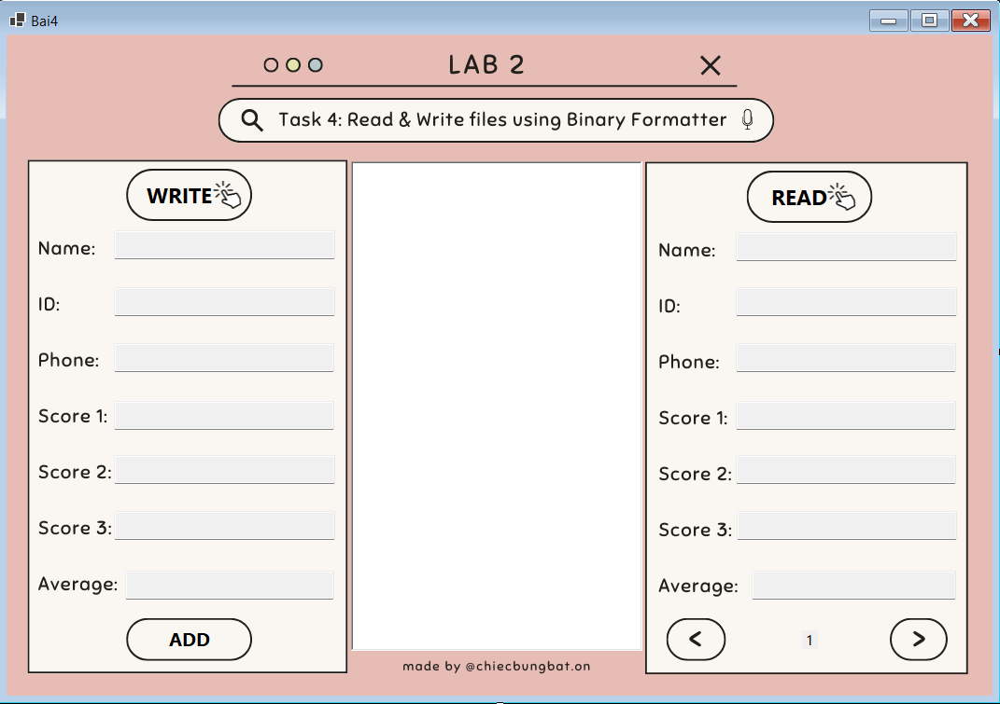 Bai4
LAB 2
Task 4: Read & Write files using Binary Formatter
WRITE
Name:
ID:
Phone:
Score 1:
Score 2:
Score 3:
Average:
ADD
READ
Name:
ID:
Phone:
Score 1:
Score 2:
Score 3:
Average:
< 1 >
made by @chiecbungbat.on